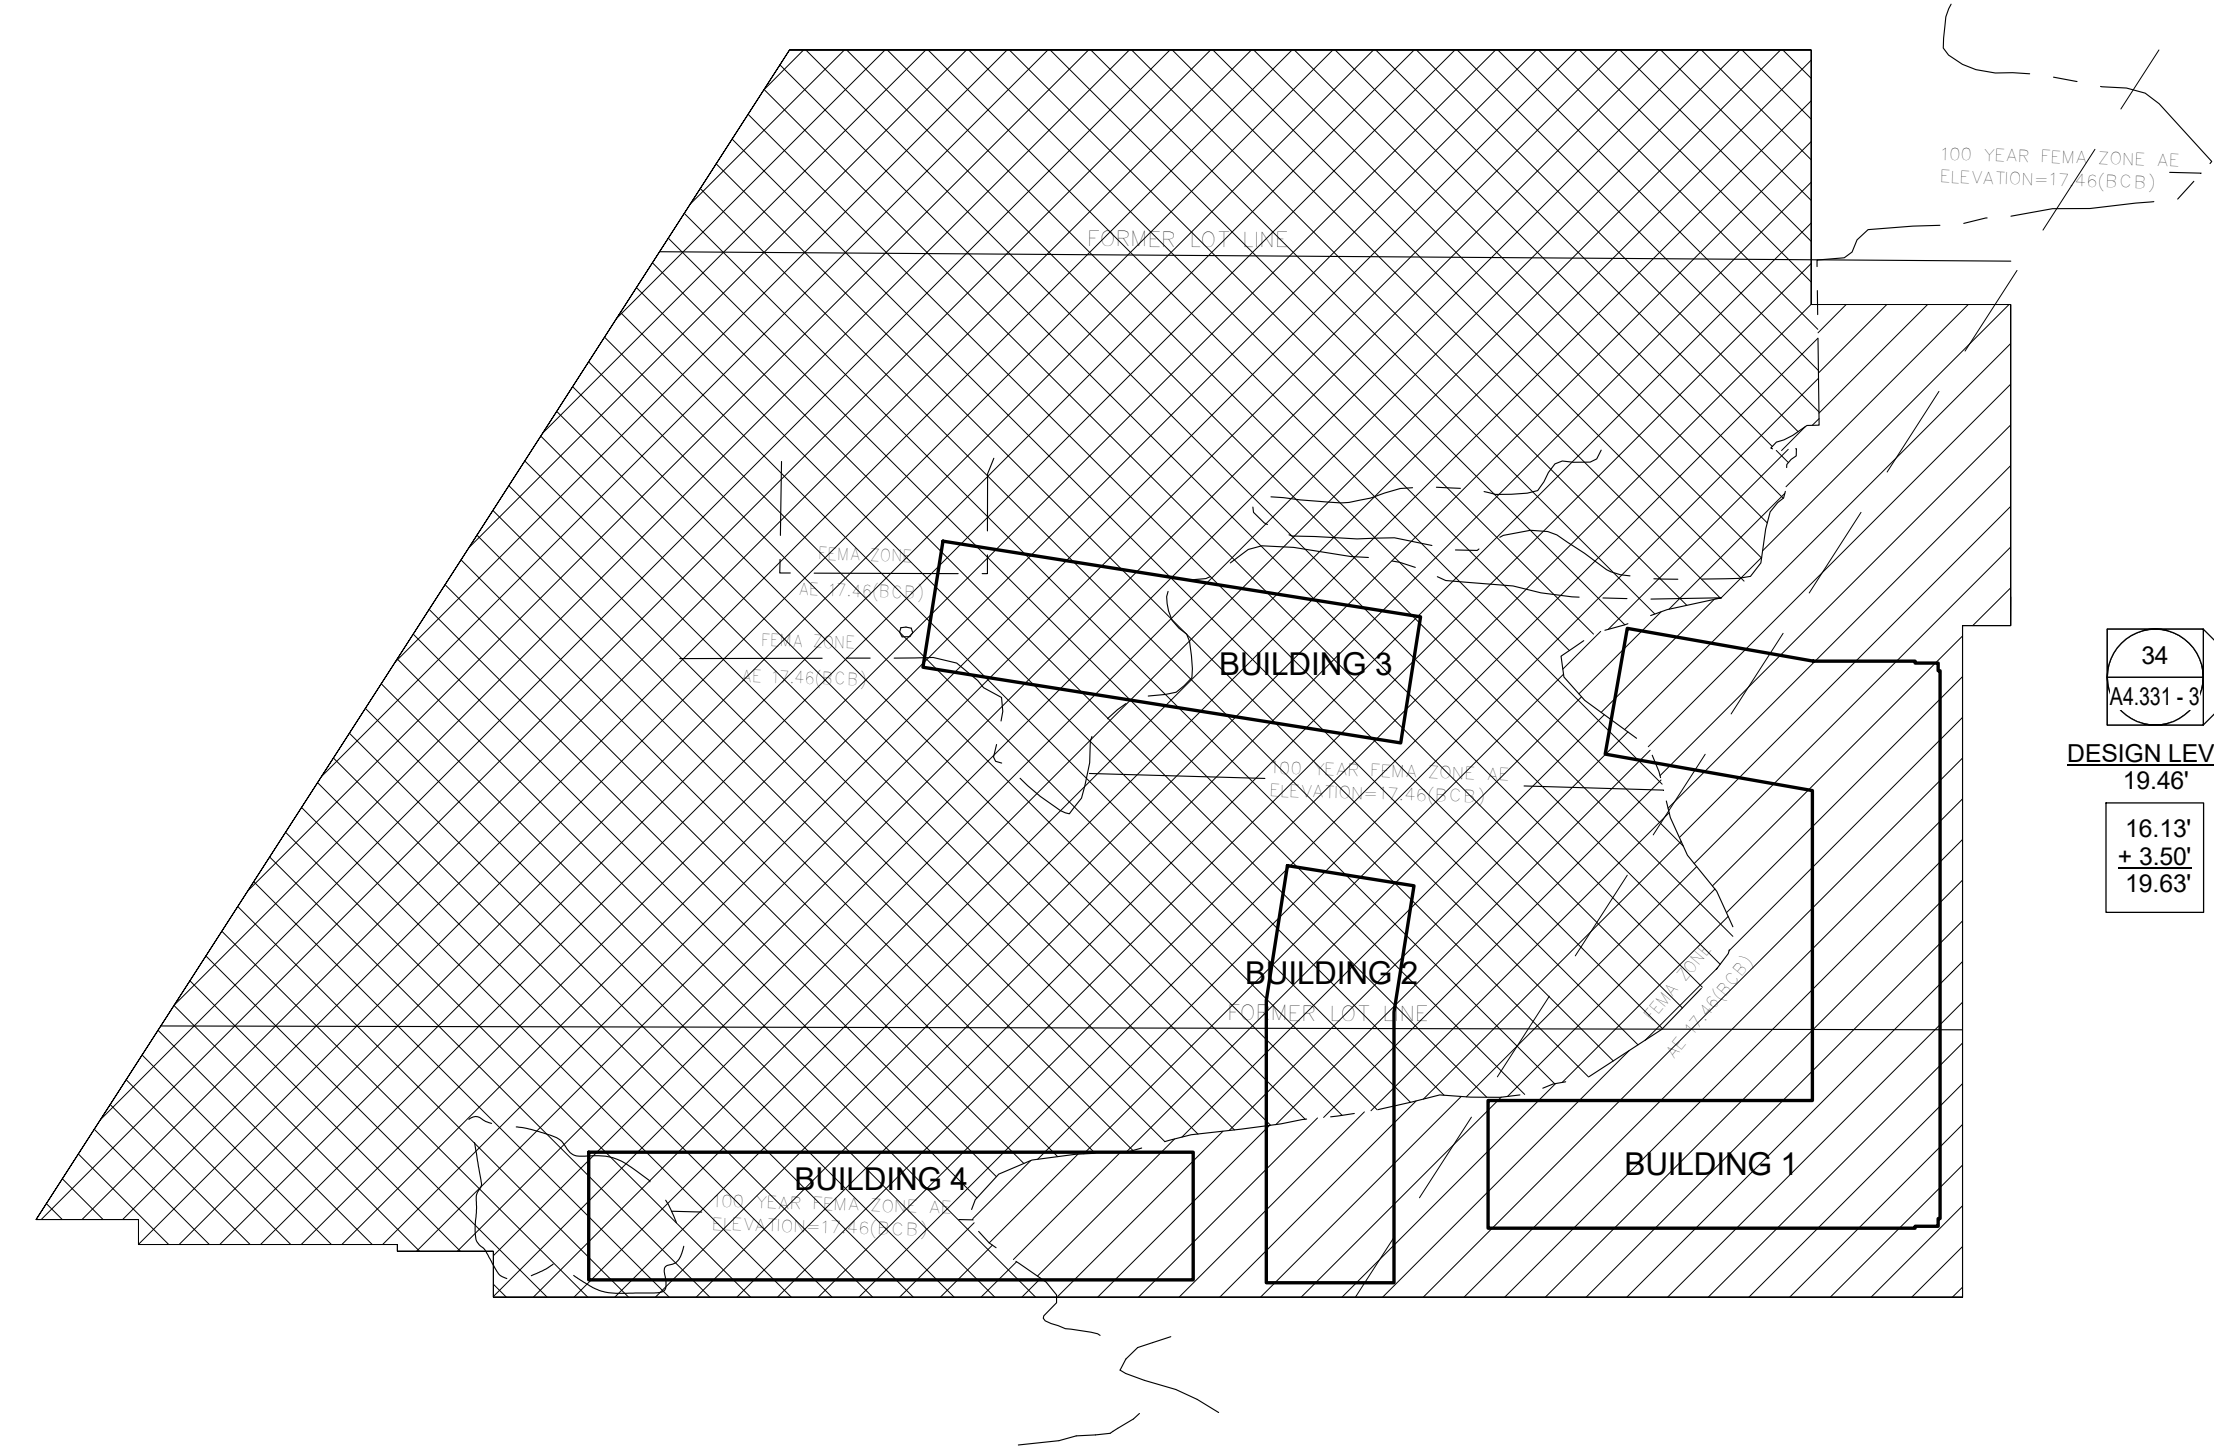 100 YEAR FEMA ZONE AE
ELEVATION=17.46(BCB)
FORMER LOT LINE
FEMA ZONE
AE 17.46(BCB)
FEMA ZONE
AE 17.46(BCB)
BUILDING 3
34
A4.331 - 3
DESIGN LEV
19.46'
16.13'
+ 3.50'
19.63'
100 YEAR FEMA ZONE AE
ELEVATION=17.46(BCB)
BUILDING 2
FORMER LOT LINE
FEMA ZONE
AE 17.46(BCB)
BUILDING 1
BUILDING 4
100 YEAR FEMA ZONE AE
ELEVATION=17.46(BCB)